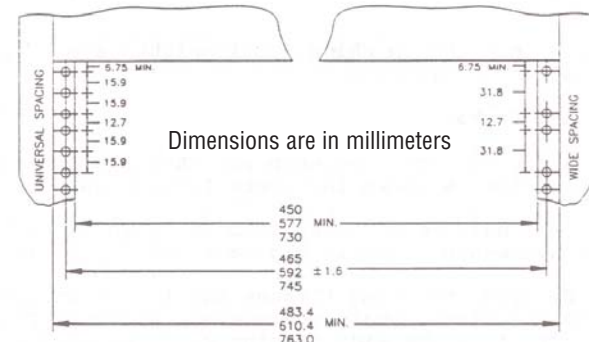 UNIVERSAL SPACING
6.75 MIN.
15.9
15.9
12.7
15.9
15.9
Dimensions are in millimeters
6.75 MIN.
31.8
12.7
31.8
WIDE SPACING
450
577 MIN.
730
465
592 ±1.6
745
483.4
610.4 MIN.
763.0